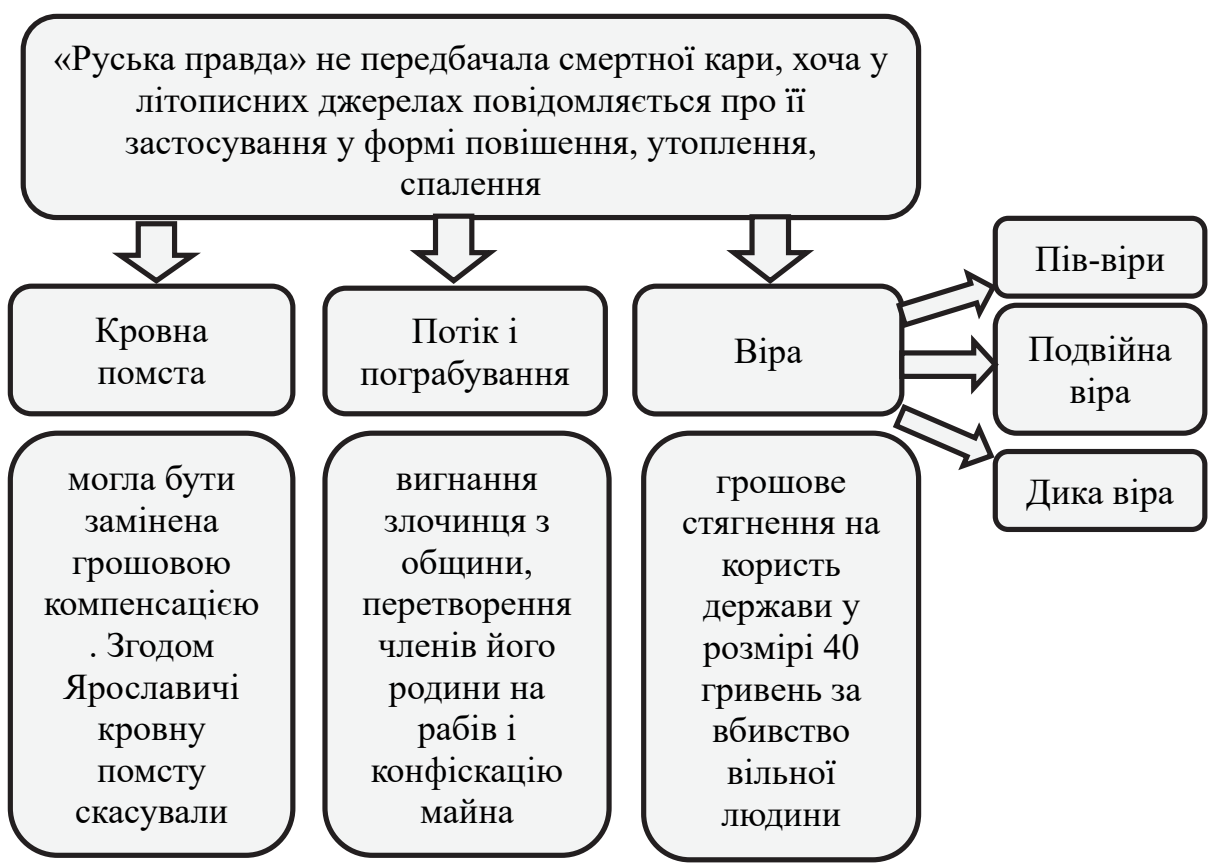 «Руська правда» не передбачала смертної кари, хоча у
літописних джерелах повідомляється про її
застосування у формі повішення, утоплення,
спалення
Кровна
помста
Потік і
пограбування
Віра
Пів-віри
Подвійна
віра
Дика віра
могла бути
замінена
грошовою
компенсацією
. Згодом
Ярославичі
кровну
помсту
скасували
вигнання
злочинця з
общини,
перетворення
членів його
родини на
рабів і
конфіскацію
майна
грошове
стягнення на
користь
держави у
розмірі 40
гривень за
вбивство
вільної
людини